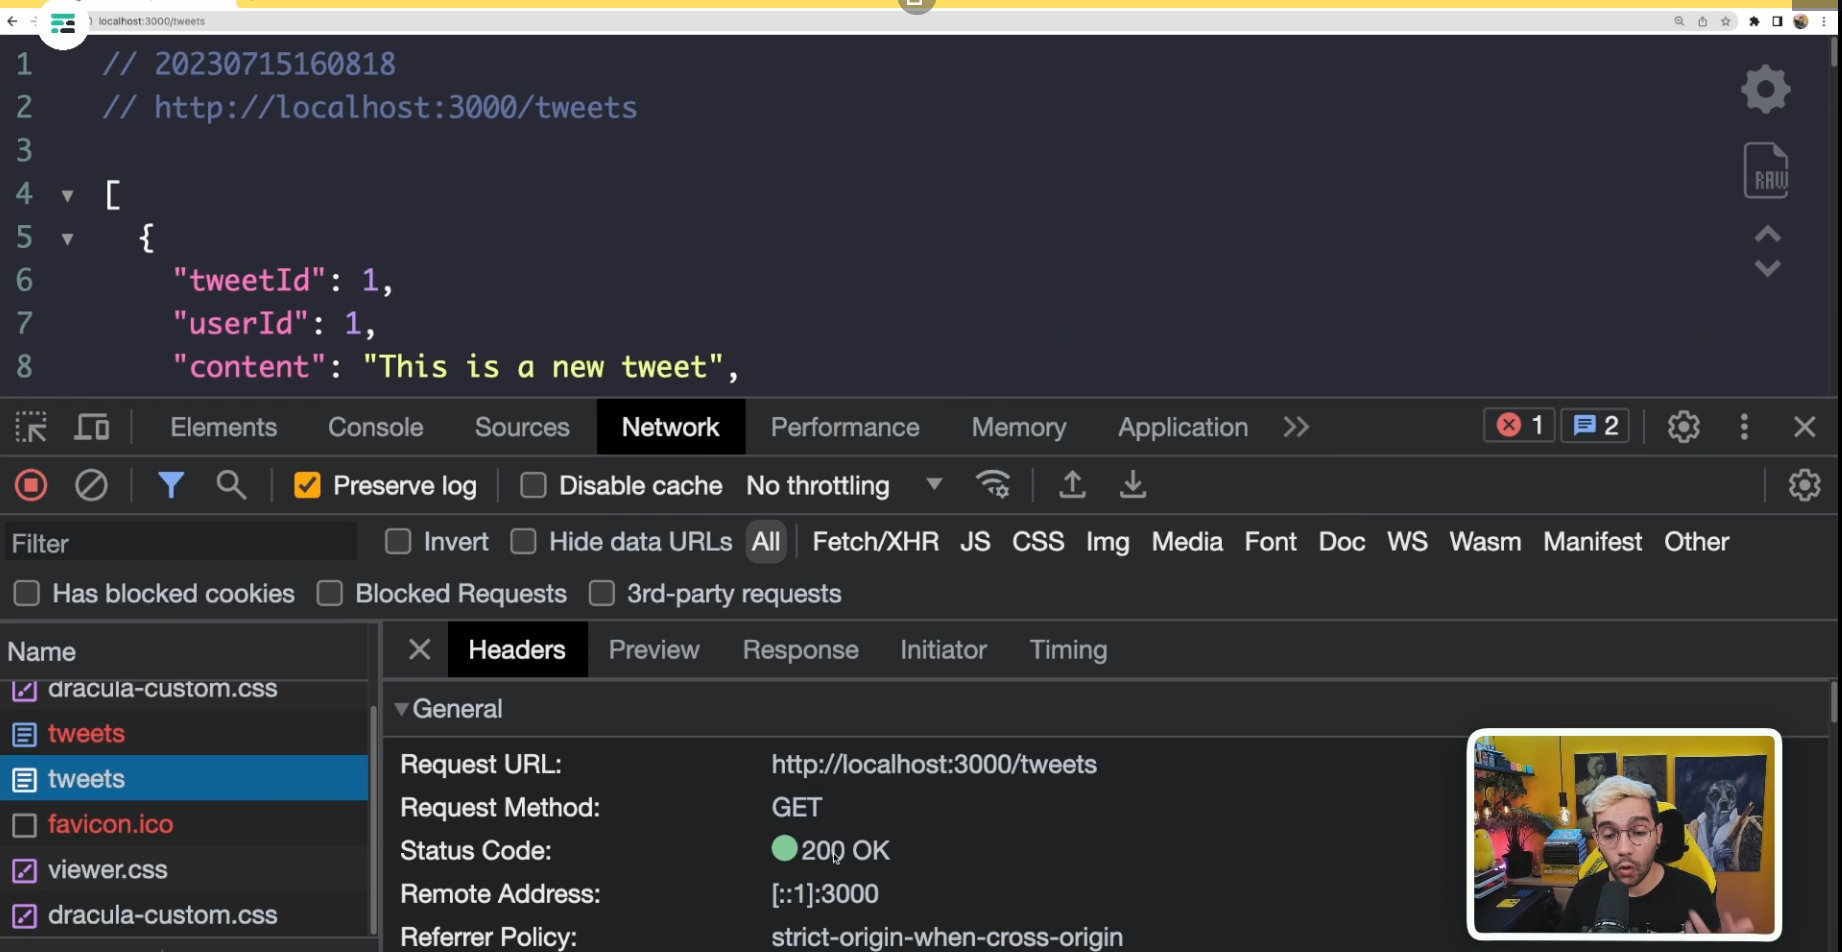 localhost:3000/tweets
1 // 20230715160818
2 // http://localhost:3000/tweets
3
4 [
5 {
6 "tweetId": 1,
7 "userId": 1,
8 "content": "This is a new tweet",
RAW
Elements Console Sources Network Performance Memory Application 1 2
Preserve log Disable cache No throttling
Filter Invert Hide data URLs All Fetch/XHR JS CSS Img Media Font Doc WS Wasm Manifest Other
Has blocked cookies Blocked Requests 3rd-party requests
Name
dracula-custom.css
tweets
tweets
favicon.ico
viewer.css
dracula-custom.css
Headers Preview Response Initiator Timing
General
Request URL: http://localhost:3000/tweets
Request Method: GET
Status Code: 200 OK
Remote Address: [::1]:3000
Referrer Policy: strict-origin-when-cross-origin